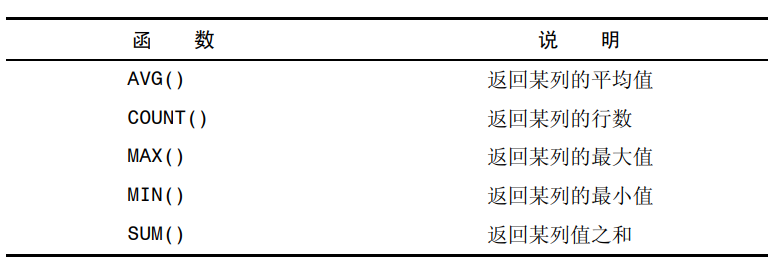 函 数 说 明
AVG() 返回某列的平均值
COUNT() 返回某列的行数
MAX() 返回某列的最大值
MIN() 返回某列的最小值
SUM() 返回某列值之和